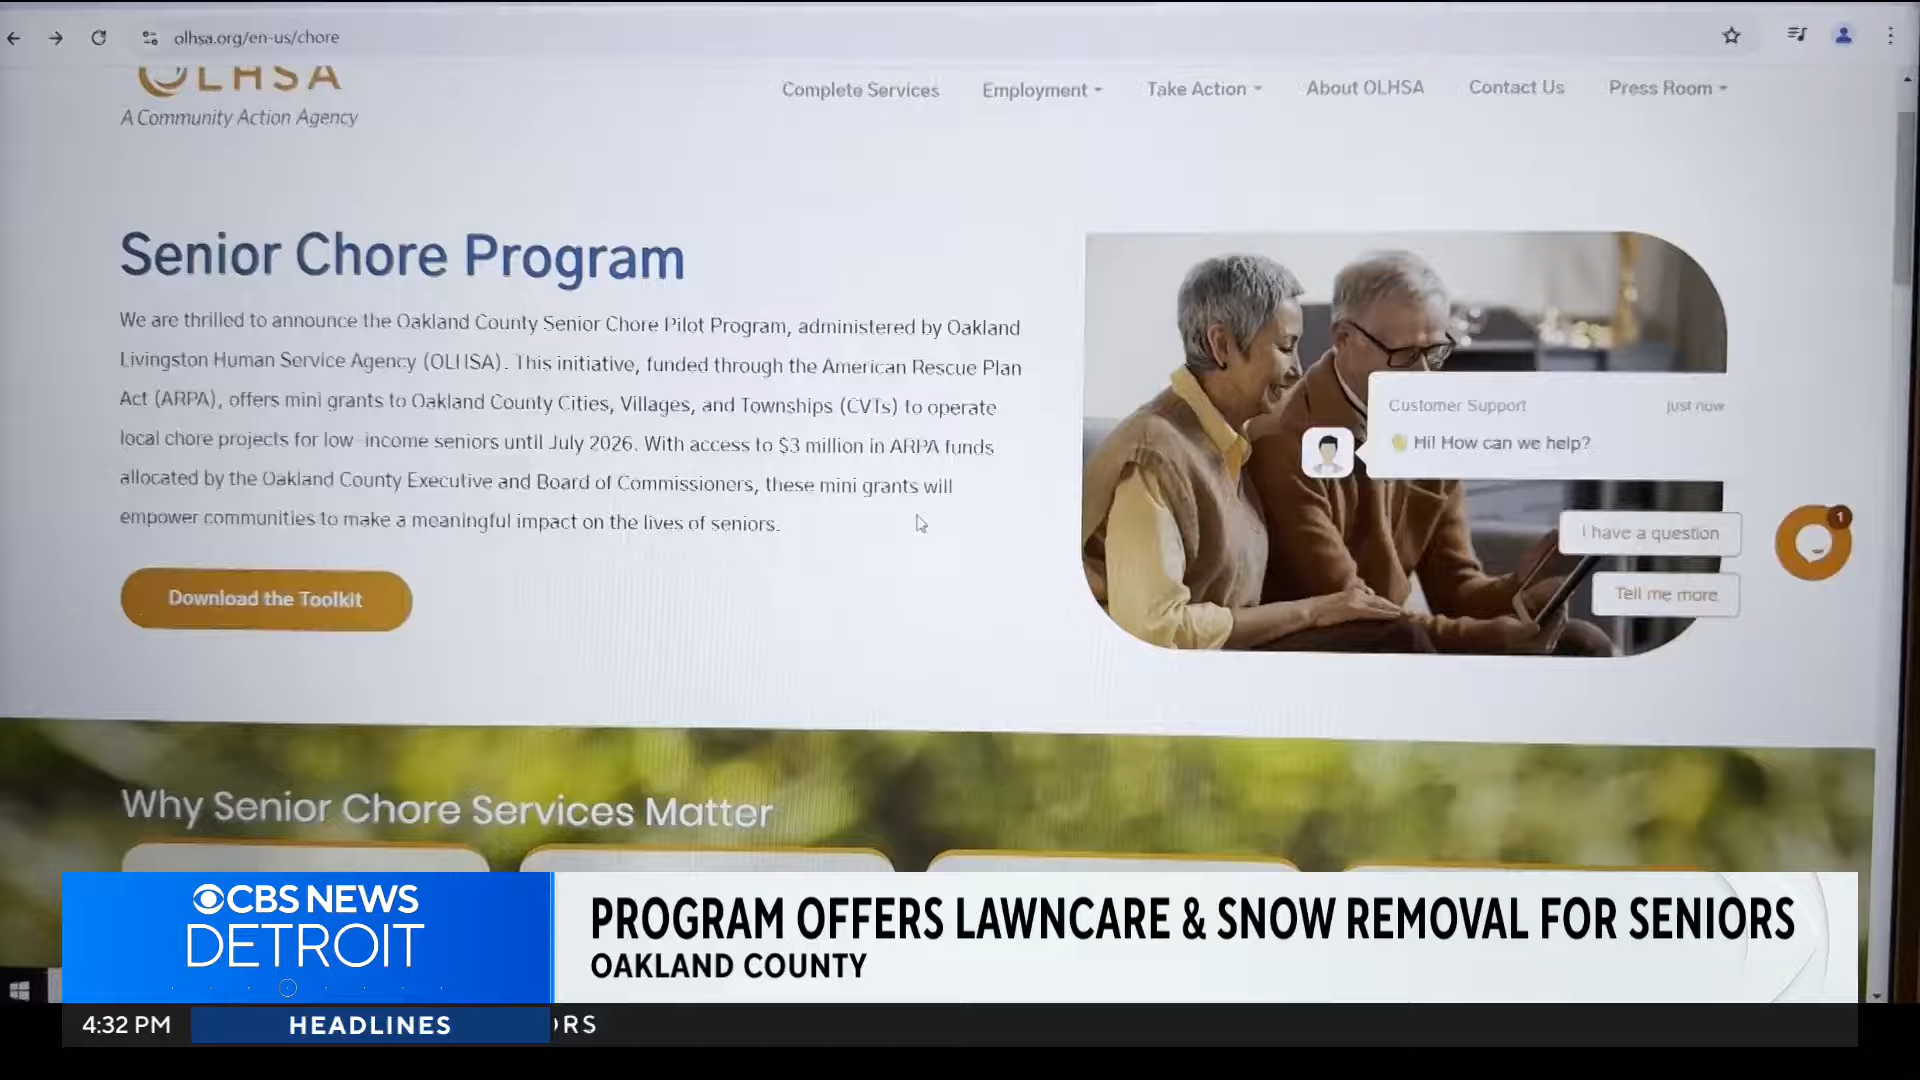 olhsa.org/en-us/chore
OLHSA
A Community Action Agency
Complete Services Employment Take Action About OLHSA Contact Us Press Room
Senior Chore Program
We are thrilled to announce the Oakland County Senior Chore Pilot Program, administered by Oakland
Livingston Human Service Agency (OLHSA). This initiative, funded through the American Rescue Plan
Act (ARPA), offers mini grants to Oakland County Cities, Villages, and Townships (CVTs) to operate
local chore projects for low-income seniors until July 2026. With access to $3 million in ARPA funds
allocated by the Oakland County Executive and Board of Commissioners, these mini grants will
empower communities to make a meaningful impact on the lives of seniors.
Download the Toolkit
Customer Support just now
Hi! How can we help?
I have a question
1
Tell me more
Why Senior Chore Services Matter
CBS NEWS
DETROIT
PROGRAM OFFERS LAWNCARE & SNOW REMOVAL FOR SENIORS
OAKLAND COUNTY
4:32 PM HEADLINES RS